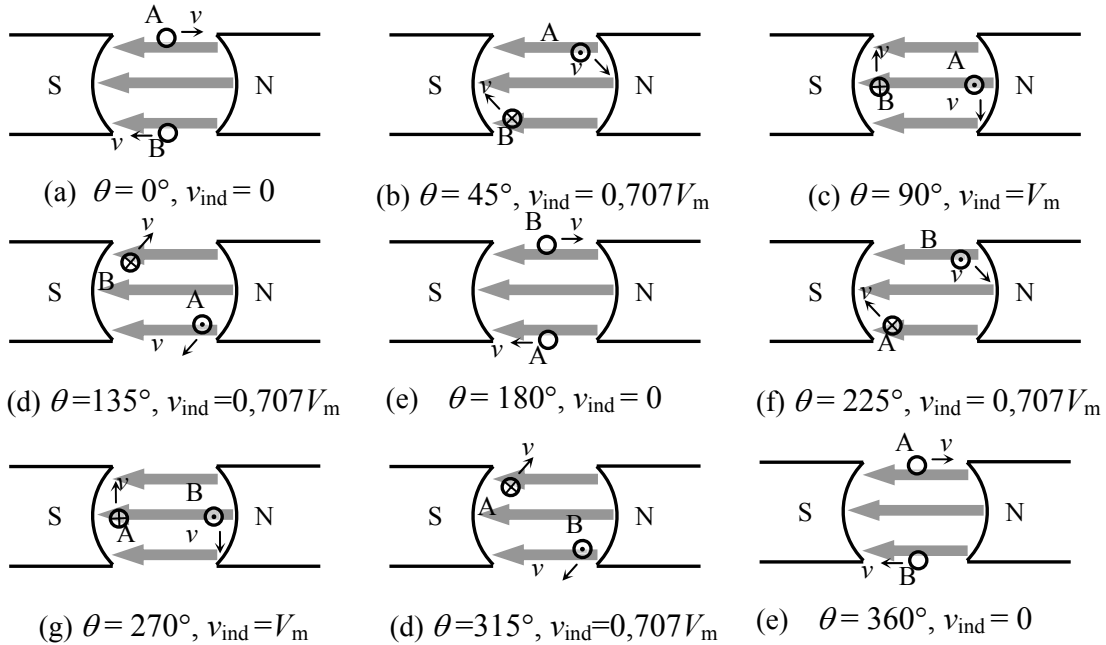 A v
S N
v B
(a) θ = 0°, vind = 0
A
v
S v N
B
(b) θ = 45°, vind = 0,707Vm
v A
S N
B v
(c) θ = 90°, vind = Vm
v
B
S N
A
v
(d) θ =135°, vind =0,707Vm
B v
S N
v A
(e) θ = 180°, vind = 0
B
v
S v N
A
(f) θ = 225°, vind = 0,707Vm
v B
S N
A v
(g) θ = 270°, vind = Vm
v
A
S N
B
v
(d) θ =315°, vind =0,707Vm
A v
S N
v B
(e) θ = 360°, vind = 0